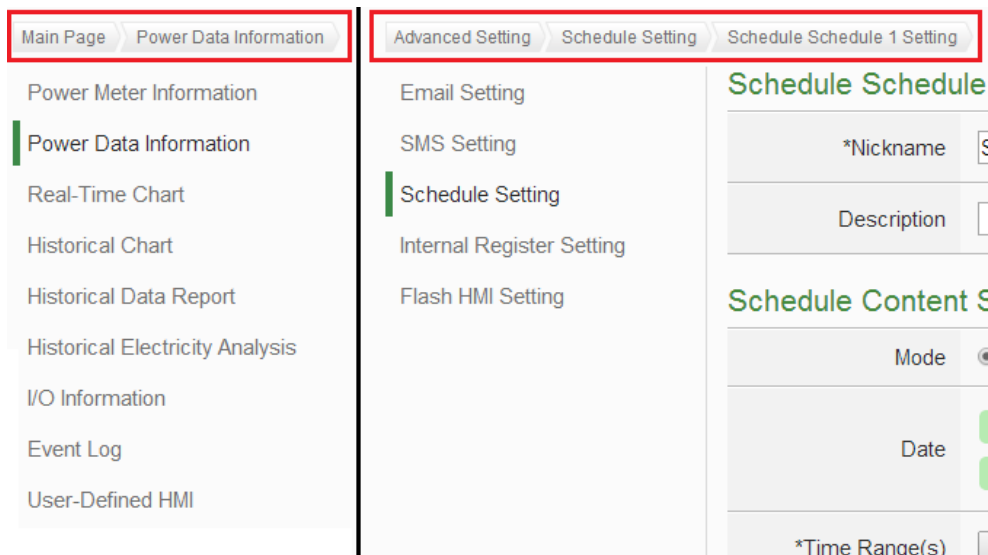 Main Page Power Data Information
Power Meter Information
Power Data Information
Real-Time Chart
Historical Chart
Historical Data Report
Historical Electricity Analysis
I/O Information
Event Log
User-Defined HMI
Advanced Setting Schedule Setting Schedule Schedule 1 Setting
Email Setting
SMS Setting
Schedule Setting
Internal Register Setting
Flash HMI Setting
Schedule Schedule
*Nickname S
Description
Schedule Content S
Mode
Date
*Time Range(s)